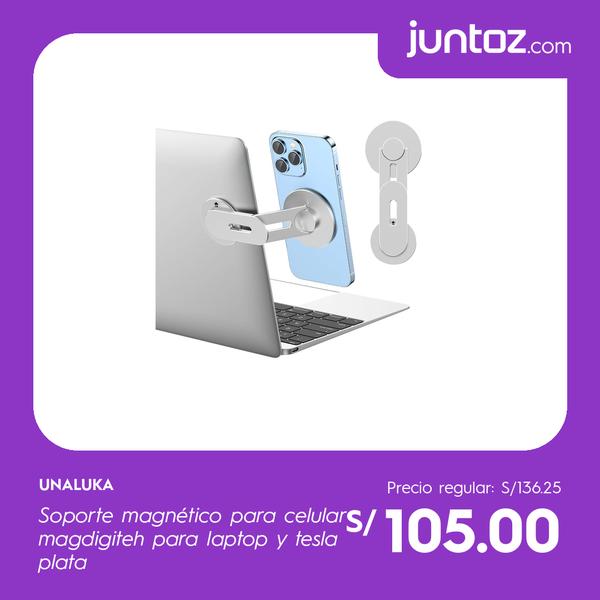 juntoz.com
UNALUKA
Soporte magnético para celular
magdigiteh para laptop y tesla
plata
Precio regular: S/136.25
S/ 105.00